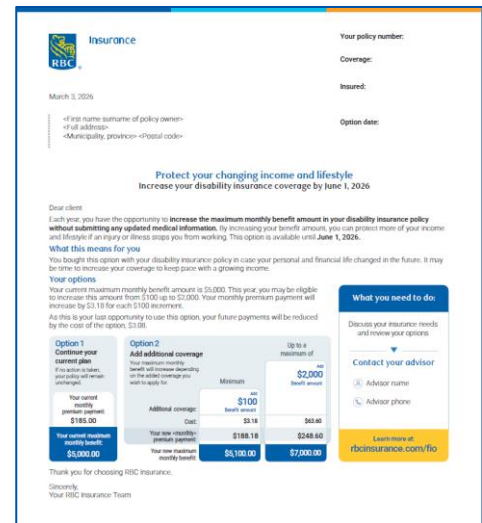 RBC
Insurance
Your policy number:
Coverage:
Insured:
March 3, 2026
<First name surname of policy owner>
<Full address>
<Municipality, province> <Postal code>
Option date:
Protect your changing income and lifestyle
Increase your disability insurance coverage by June 1, 2026
Dear client
Each year, you have the opportunity to increase the maximum monthly benefit amount in your disability insurance policy
without submitting any updated medical information. By increasing your benefit amount, you can protect more of your income
and lifestyle if an injury or illness stops you from working. This option is available until June 1, 2026.
What this means for you
You bought this option with your disability insurance policy in case your personal and financial life changed in the future. It may
be time to increase your coverage to keep pace with a growing income.
Your options
Your current maximum monthly benefit amount is $5,000. This year, you may be eligible
to increase this amount from $100 up to $2,000. Your monthly premium payment will
increase by $3.18 for each $100 increment.
As this is your last opportunity to use this option, your future payments will be reduced
by the cost of the option, $3.08.
Option 1
Continue your
current plan
If no action is taken,
your policy will remain
unchanged.
Your current
monthly
premium payment:
$185.00
Your current maximum
monthly benefit:
$5,000.00
Option 2
Add additional coverage
Your maximum monthly
benefit will increase depending
on the added coverage you
wish to apply for.
Minimum
Up to a
maximum of
Additional coverage:
ADD
$100
Benefit amount
ADD
$2,000
Benefit amount
Cost:
$3.18
$63.60
Your new <monthly>
premium payment:
$188.18
$248.60
Your new maximum
monthly benefit:
$5,100.00
$7,000.00
What you need to do:
Discuss your insurance needs
and review your options
Contact your advisor
Advisor name
Advisor phone
Learn more at
rbcinsurance.com/fio
Thank you for choosing RBC Insurance.
Sincerely,
Your RBC Insurance Team